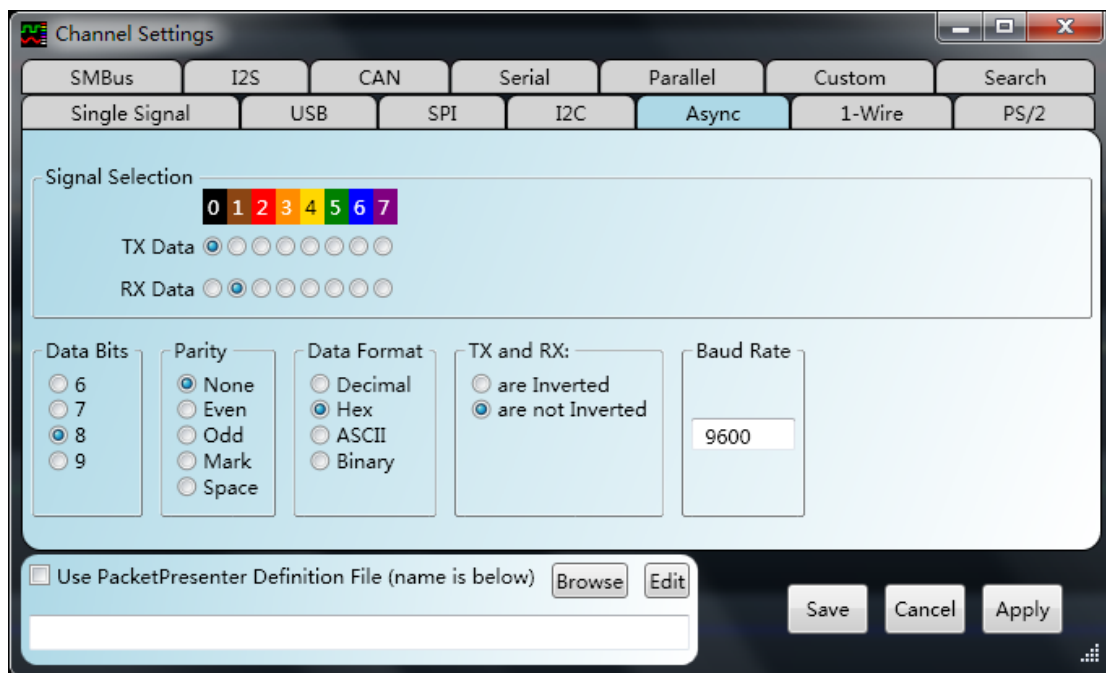 Channel Settings
SMBus I2S CAN Serial Parallel Custom Search
Single Signal USB SPI I2C Async 1-Wire PS/2
Signal Selection
0 1 2 3 4 5 6 7
TX Data
RX Data
Data Bits Parity Data Format TX and RX: Baud Rate
6 None Decimal are Inverted
7 Even Hex are not Inverted
8 Odd ASCII 9600
9 Mark Binary
Space
Use PacketPresenter Definition File (name is below) Browse Edit
Save Cancel Apply